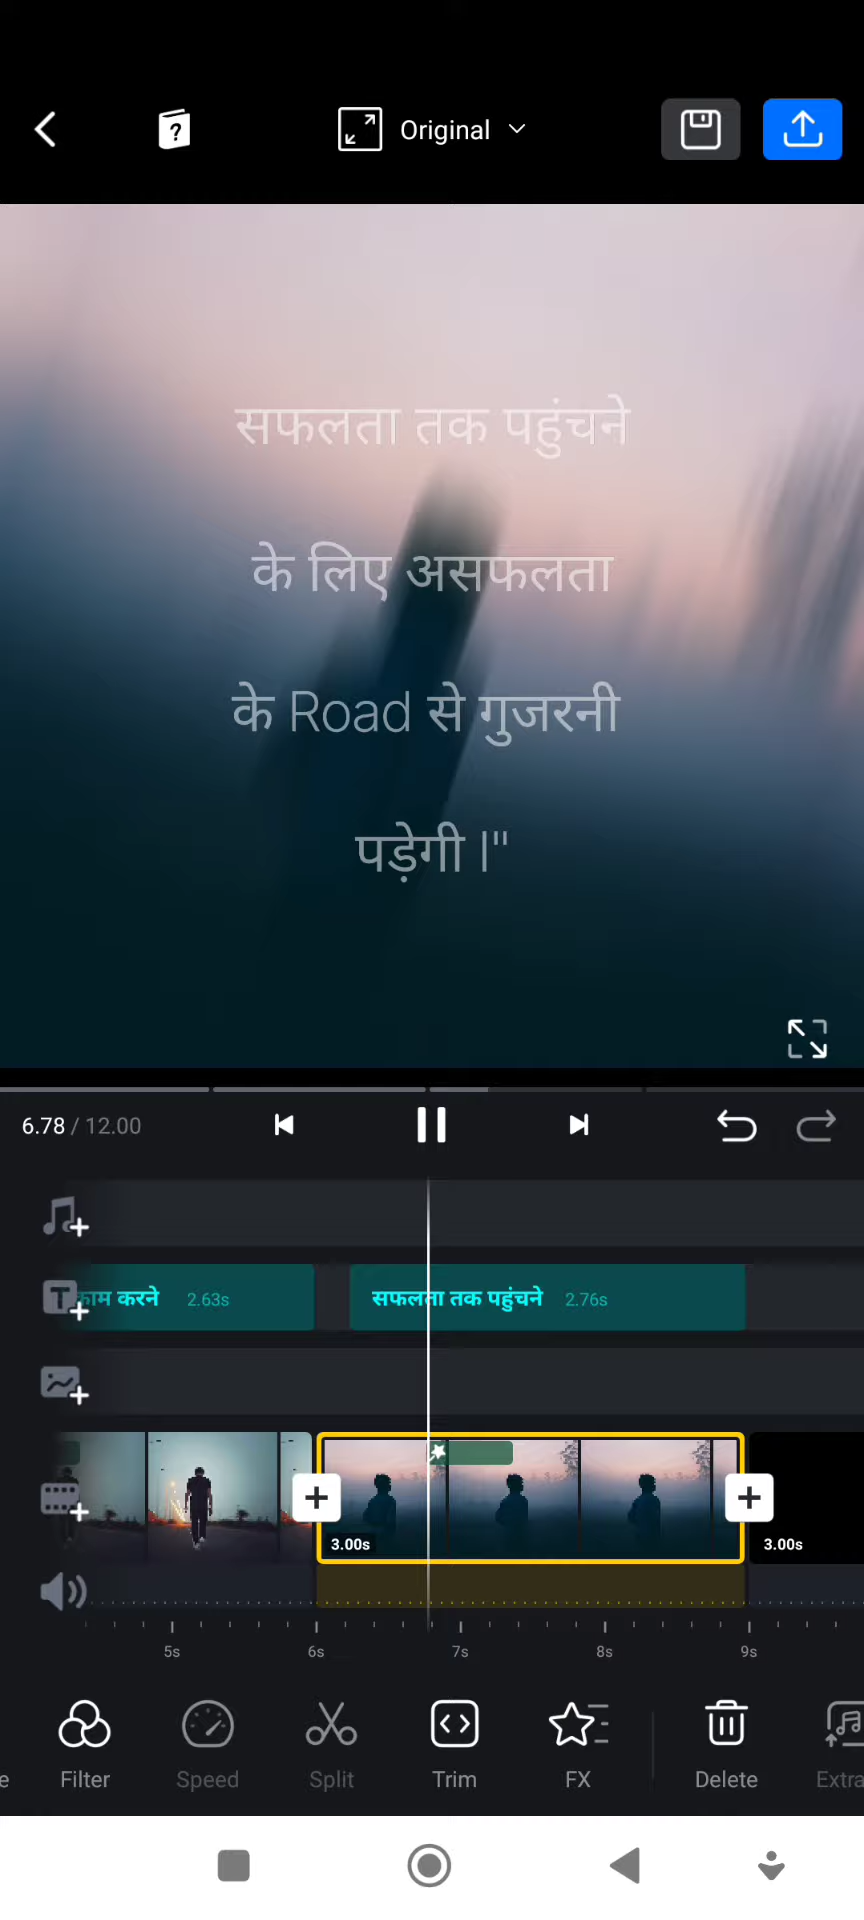 Original
सफलता तक पहुंचने
के लिए असफलता
के Road से गुजरनी
पड़ेगी |"
6.78 / 12.00
काम करने 2.63s
सफलता तक पहुंचने 2.76s
3.00s
3.00s
5s 6s 7s 8s 9s
e Filter Speed Split Trim FX Delete Extra